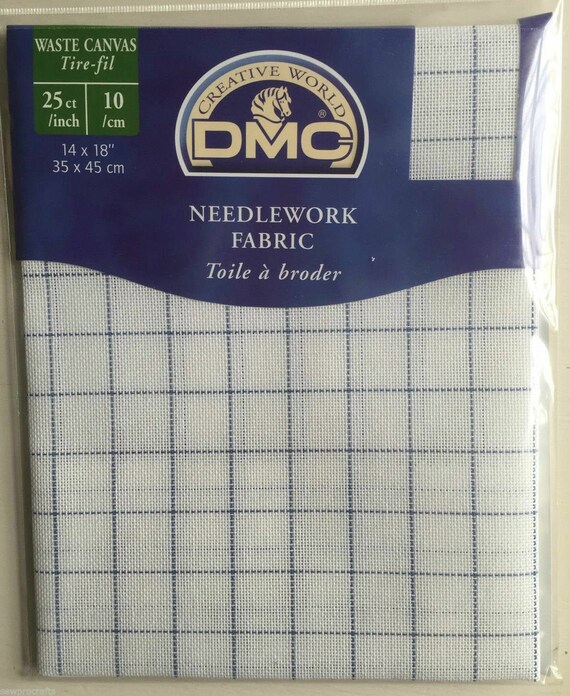 WASTE CANVAS
Tire-fil
25 ct /inch
10 /cm
14 x 18"
35 x 45 cm
CREATIVE WORLD
DMC®
NEEDLEWORK
FABRIC
Toile à broder